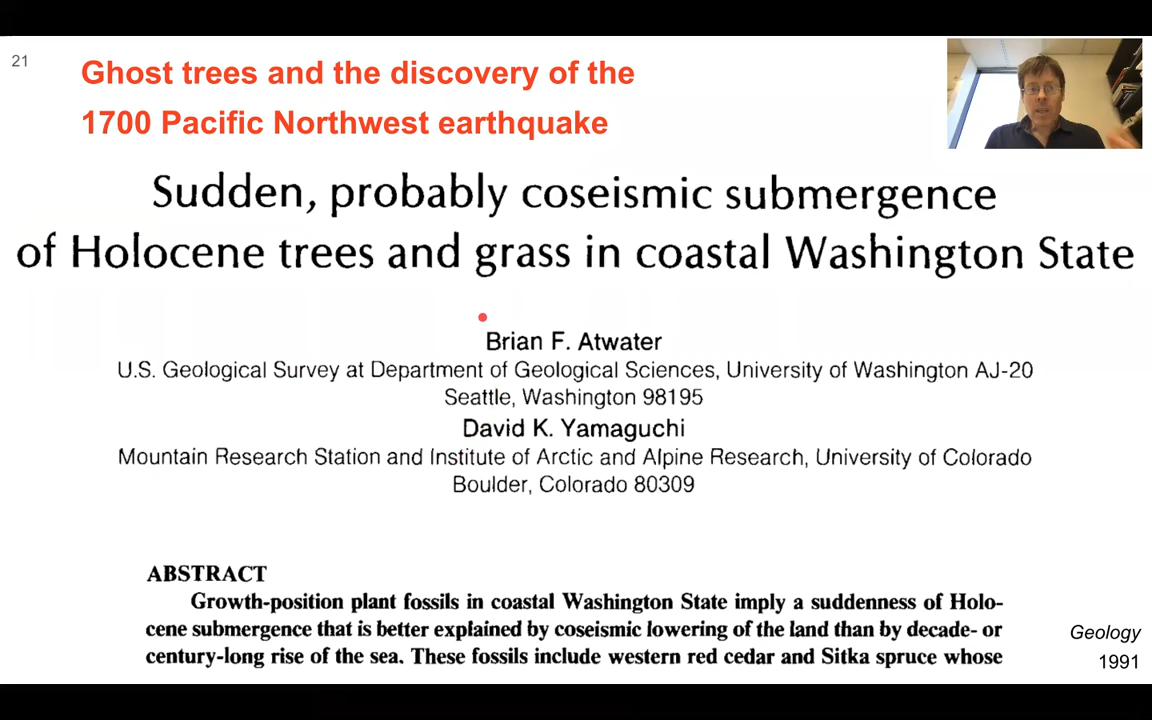 21
Ghost trees and the discovery of the
1700 Pacific Northwest earthquake
Sudden, probably coseismic submergence
of Holocene trees and grass in coastal Washington State
Brian F. Atwater
U.S. Geological Survey at Department of Geological Sciences, University of Washington AJ-20
Seattle, Washington 98195
David K. Yamaguchi
Mountain Research Station and Institute of Arctic and Alpine Research, University of Colorado
Boulder, Colorado 80309
ABSTRACT
Growth-position plant fossils in coastal Washington State imply a suddenness of Holo-
cene submergence that is better explained by coseismic lowering of the land than by decade- or
century-long rise of the sea. These fossils include western red cedar and Sitka spruce whose
Geology
1991